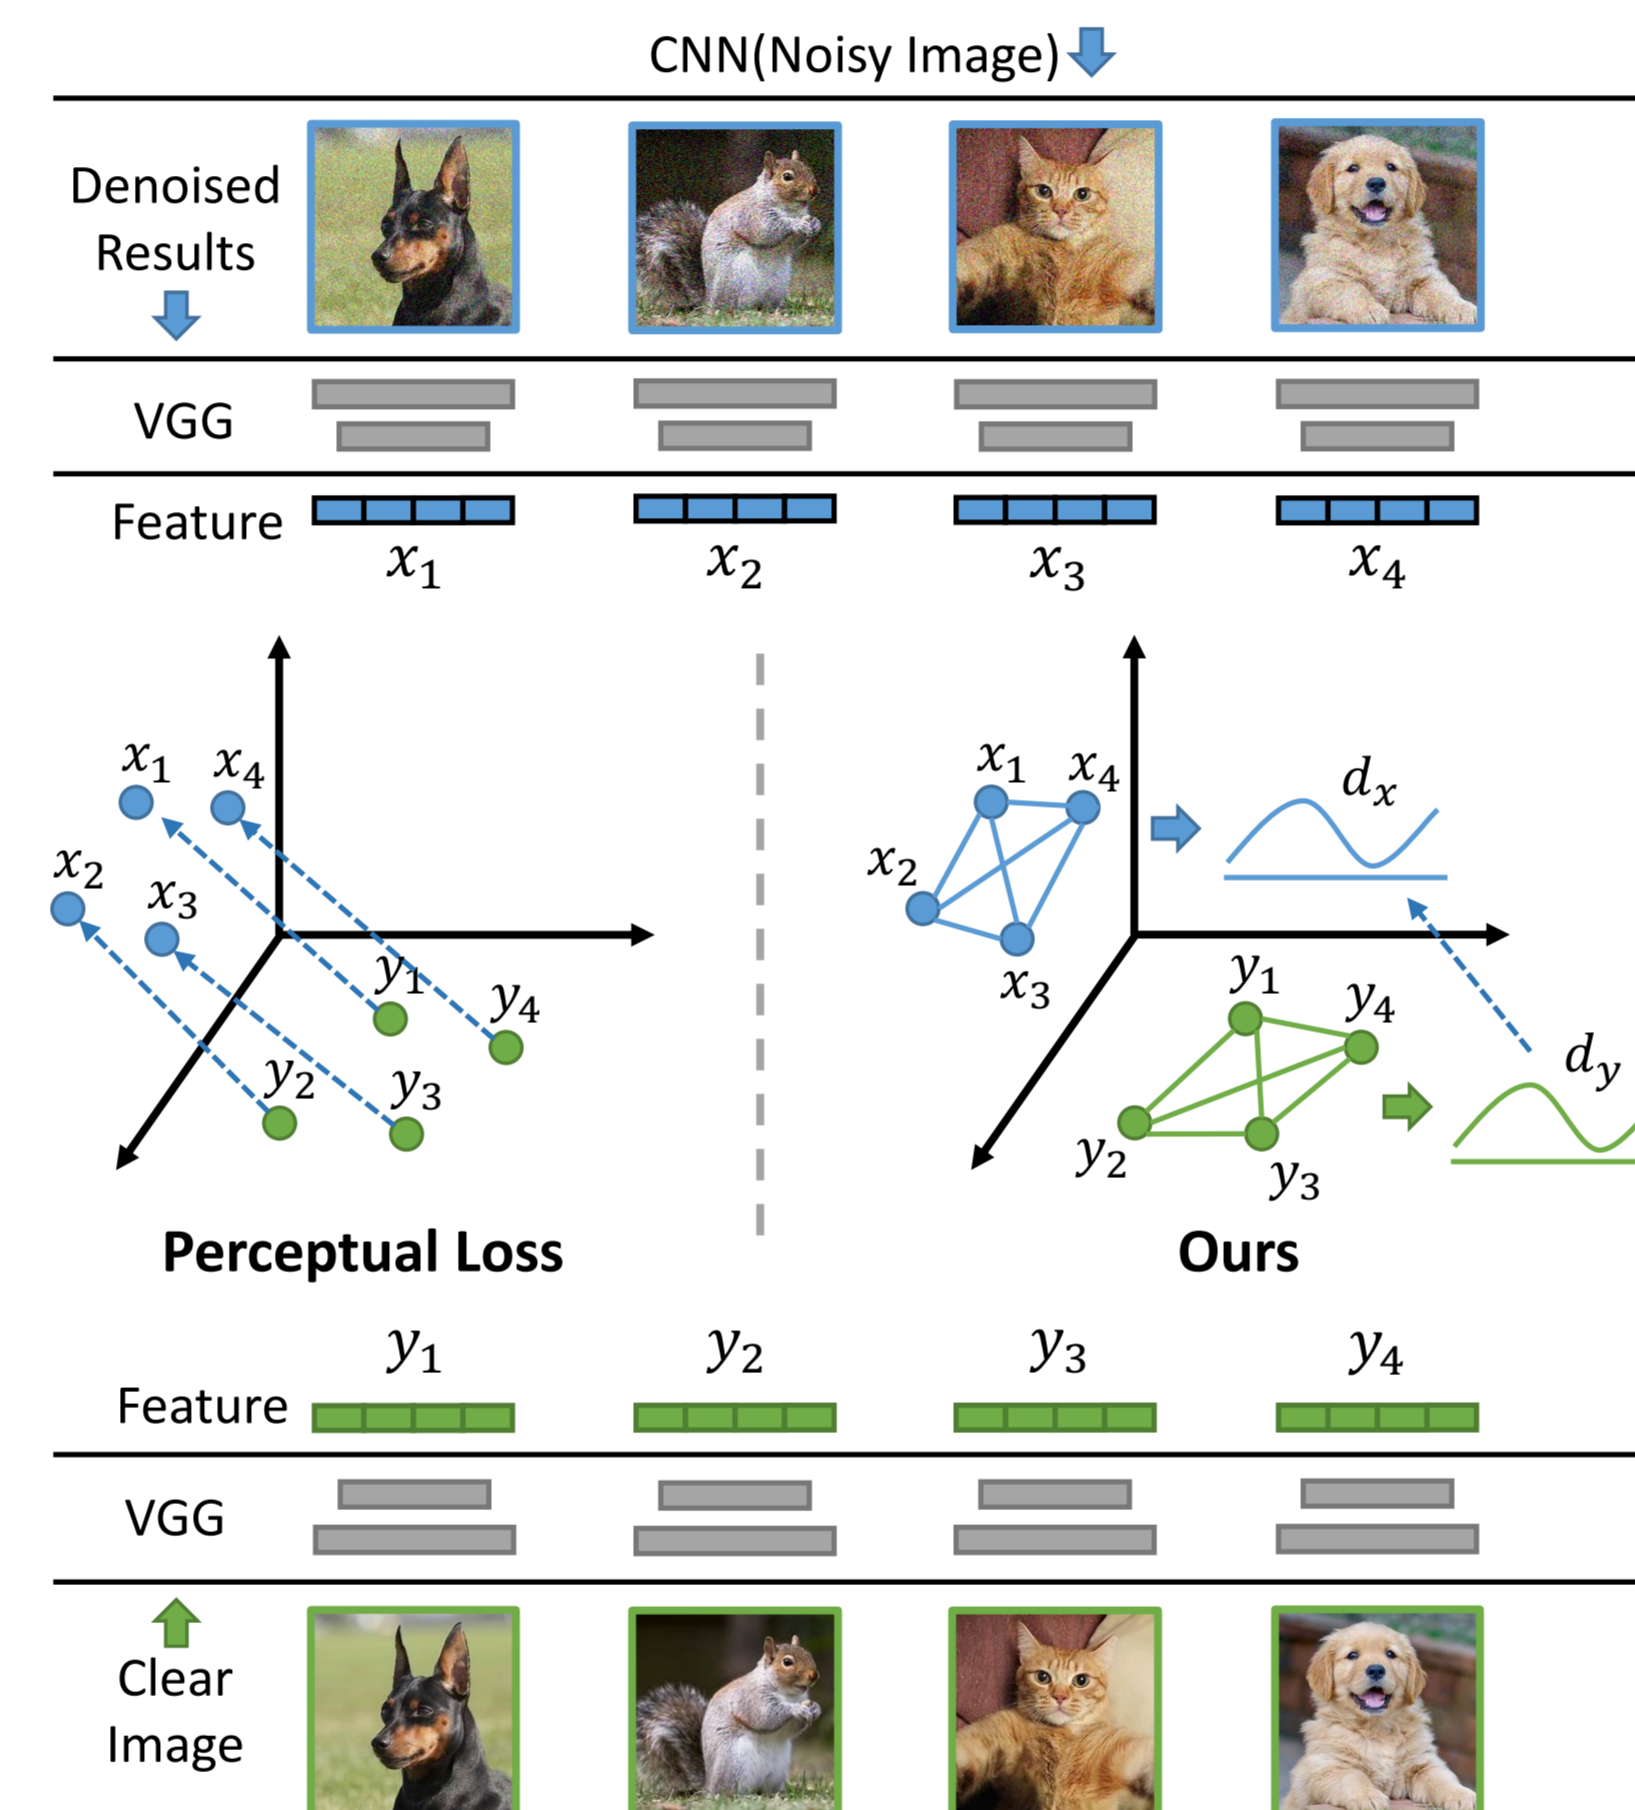 CNN(Noisy Image)
Denoised
Results
VGG
Feature
x₁ x₂ x₃ x₄
x₁ x₄
x₂ x₃
y₁ y₄
y₂ y₃
Perceptual Loss
x₁ x₄
x₂
x₃
dₓ
y₁ y₄
d_y
y₂ y₃
Ours
y₁ y₂ y₃ y₄
Feature
VGG
Clear
Image